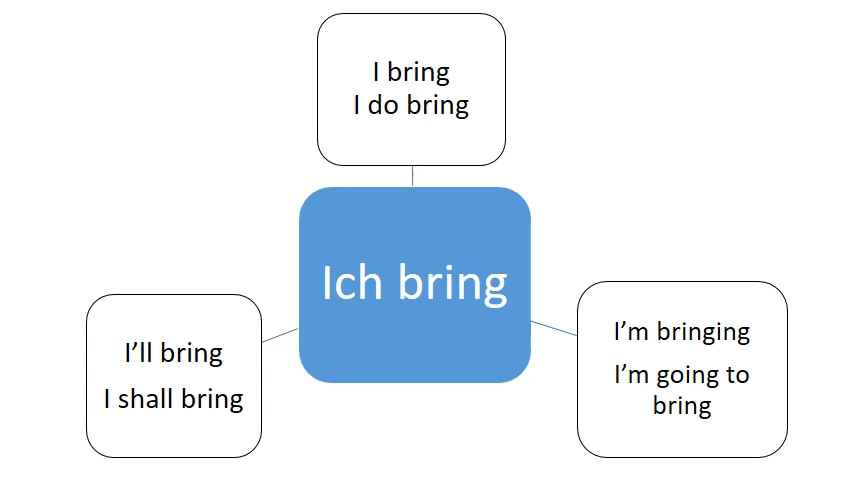 I bring
I do bring
Ich bring
I’ll bring
I shall bring
I’m bringing
I’m going to
bring